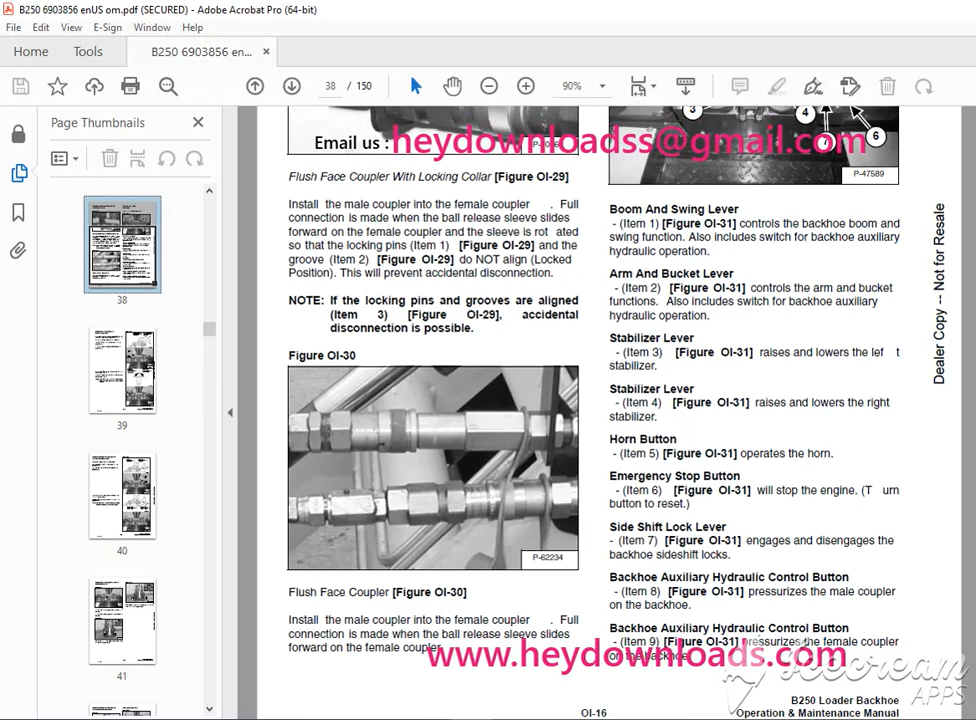 B250 6903856 enUS om.pdf (SECURED) - Adobe Acrobat Pro (64-bit)
File Edit View E-Sign Window Help
Home Tools B250 6903856 en... ×
38 / 150 90%
Page Thumbnails
38
39
40
41
Email us : heydownloadss@gmail.com
Flush Face Coupler With Locking Collar [Figure OI-29]
Install the male coupler into the female coupler . Full
connection is made when the ball release sleeve slides
forward on the female coupler and the sleeve is rot ated
so that the locking pins (Item 1) [Figure OI-29] and the
groove (Item 2) [Figure OI-29] do NOT align (Locked
Position). This will prevent accidental disconnection.
NOTE: If the locking pins and grooves are aligned
(Item 3) [Figure OI-29], accidental
disconnection is possible.
Figure OI-30
P-62234
Flush Face Coupler [Figure OI-30]
Install the male coupler into the female coupler . Full
connection is made when the ball release sleeve slides
forward on the female coupler
3
4
7
6
P-47589
Boom And Swing Lever
- (Item 1) [Figure OI-31] controls the backhoe boom and
swing function. Also includes switch for backhoe auxiliary
hydraulic operation.
Arm And Bucket Lever
- (Item 2) [Figure OI-31] controls the arm and bucket
functions. Also includes switch for backhoe auxiliary
hydraulic operation.
Stabilizer Lever
- (Item 3) [Figure OI-31] raises and lowers the lef t
stabilizer.
Stabilizer Lever
- (Item 4) [Figure OI-31] raises and lowers the right
stabilizer.
Horn Button
- (Item 5) [Figure OI-31] operates the horn.
Emergency Stop Button
- (Item 6) [Figure OI-31] will stop the engine. (T urn
button to reset.)
Side Shift Lock Lever
- (Item 7) [Figure OI-31] engages and disengages the
backhoe sideshift locks.
Backhoe Auxiliary Hydraulic Control Button
- (Item 8) [Figure OI-31] pressurizes the male coupler
on the backhoe.
Backhoe Auxiliary Hydraulic Control Button
- (Item 9) [Figure OI-31] pressurizes the female coupler
on the backhoe.
www.heydownloads.com
Dealer Copy -- Not for Resale
OI-16
B250 Loader Backhoe
Operation & Maintenance Manual
Icecream
APPS